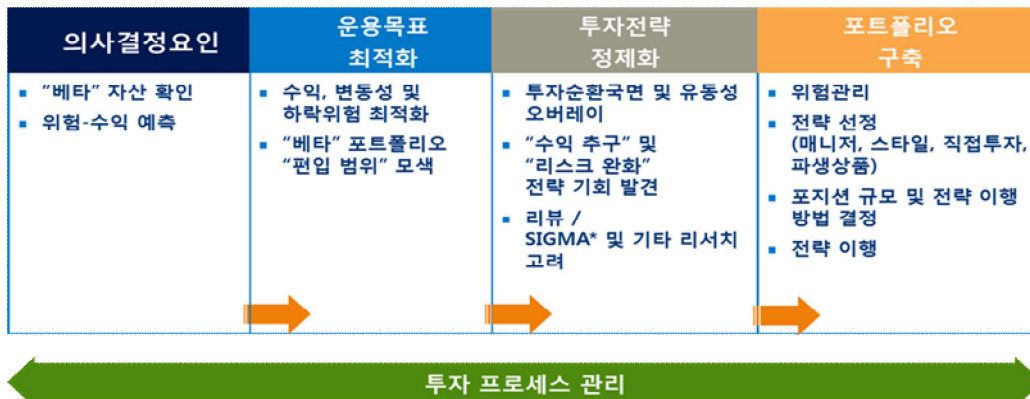 의사결정요인
"베타" 자산 확인
위험-수익 예측
운용목표
최적화
수익, 변동성 및
하락위험 최적화
"베타" 포트폴리오
"편입 범위" 모색
투자전략
정제화
투자순환국면 및 유동성
오버레이
"수익 추구" 및
"리스크 완화"
전략 기회 발견
리뷰 /
SIGMA* 및 기타 리서치
고려
포트폴리오
구축
위험관리
전략 선정
(매니저, 스타일, 직접투자,
파생상품)
포지션 규모 및 전략 이행
방법 결정
전략 이행
투자 프로세스 관리